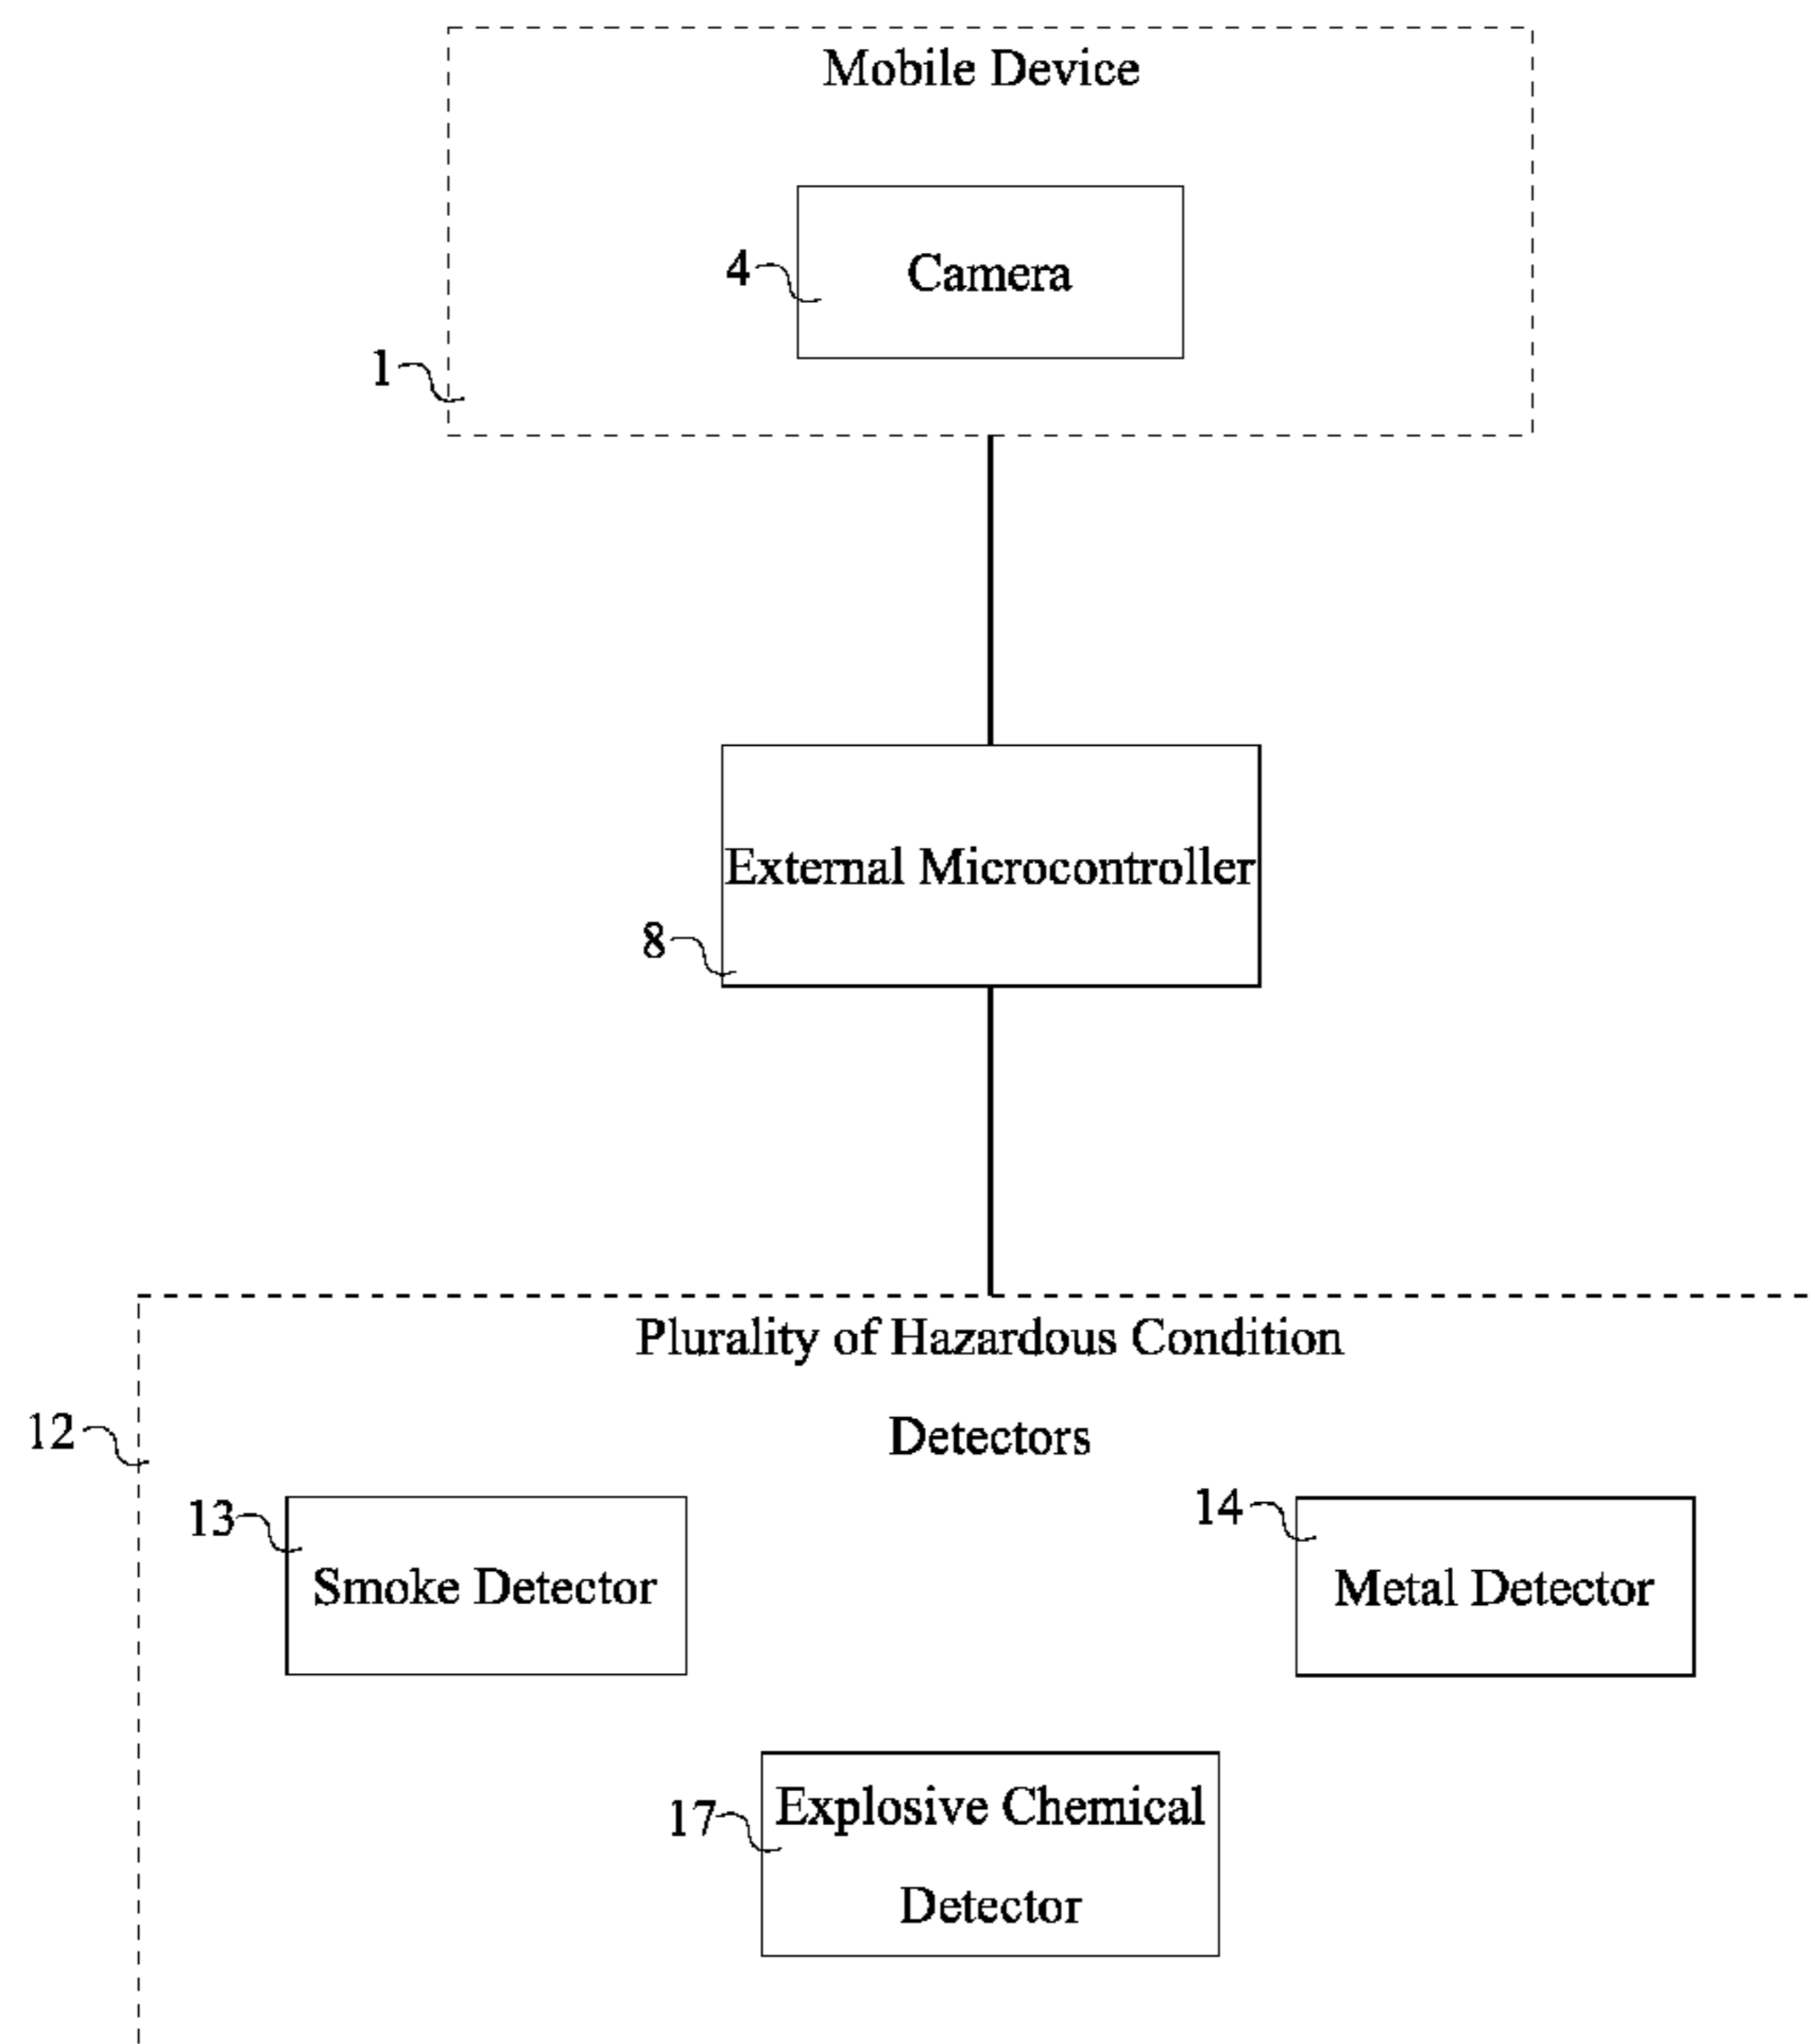 Mobile Device
4
Camera
1
External Microcontroller
8
Plurality of Hazardous Condition
Detectors
12
13
Smoke Detector
14
Metal Detector
17
Explosive Chemical
Detector